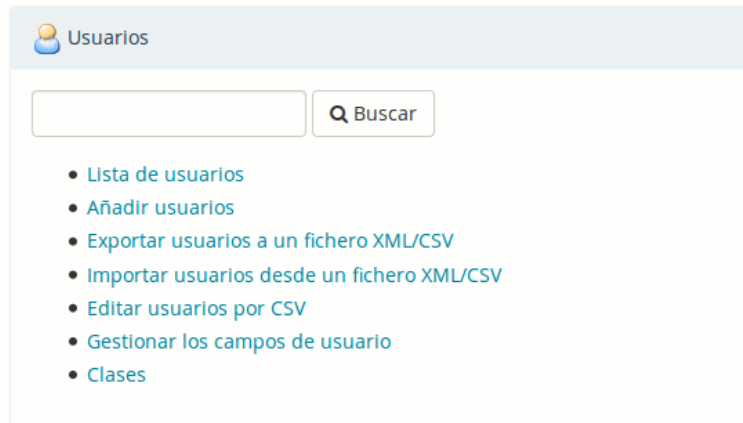 Usuarios
Buscar
Lista de usuarios
Añadir usuarios
Exportar usuarios a un fichero XML/CSV
Importar usuarios desde un fichero XML/CSV
Editar usuarios por CSV
Gestionar los campos de usuario
Clases